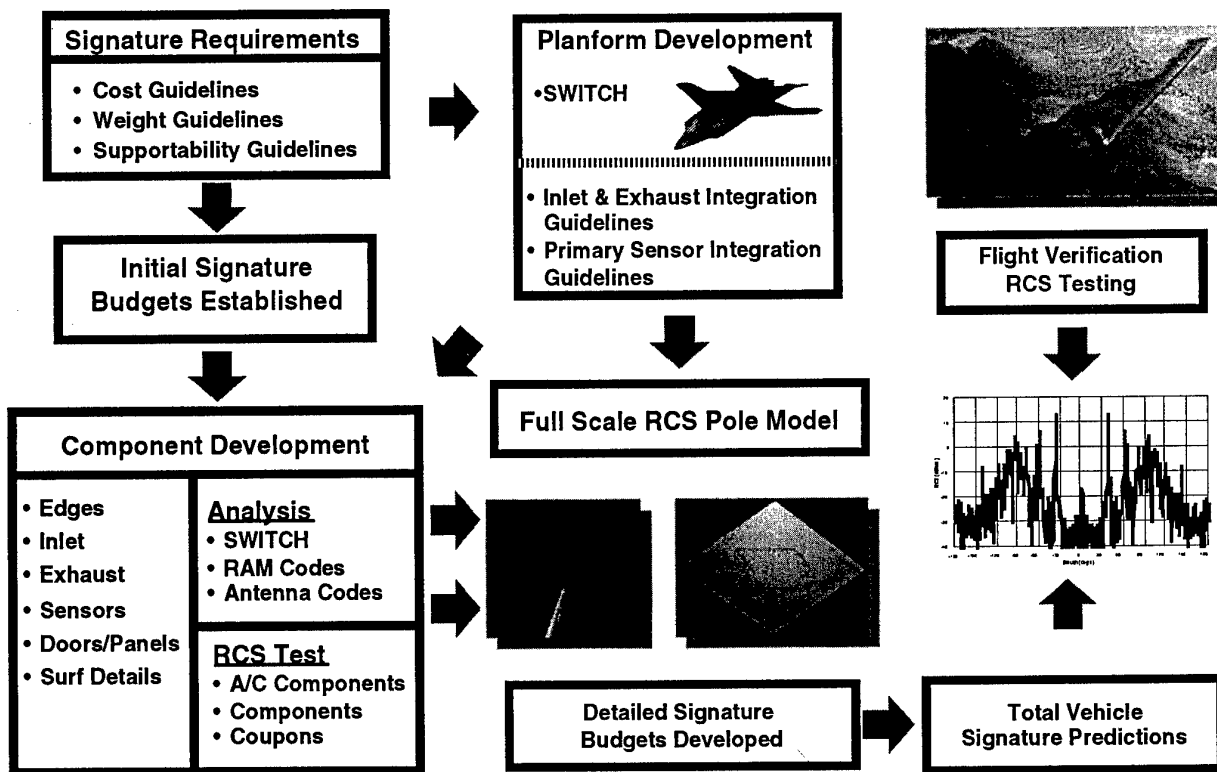 Signature Requirements
• Cost Guidelines
• Weight Guidelines
• Supportability Guidelines
Planform Development
•SWITCH
• Inlet & Exhaust Integration
Guidelines
• Primary Sensor Integration
Guidelines
Initial Signature
Budgets Established
Flight Verification
RCS Testing
Full Scale RCS Pole Model
Component Development
• Edges
• Inlet
• Exhaust
• Sensors
• Doors/Panels
• Surf Details
Analysis
• SWITCH
• RAM Codes
• Antenna Codes
RCS Test
• A/C Components
• Components
• Coupons
Detailed Signature
Budgets Developed
Total Vehicle
Signature Predictions